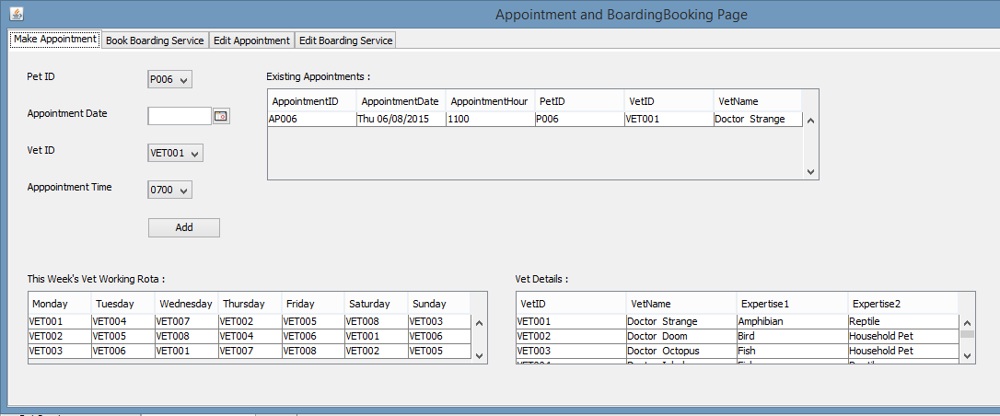 Appointment and BoardingBooking Page
Make Appointment Book Boarding Service Edit Appointment Edit Boarding Service
Pet ID P006
Existing Appointments :
AppointmentID AppointmentDate AppointmentHour PetID VetID VetName
AP006 Thu 06/08/2015 1100 P006 VET001 Doctor Strange
Appointment Date
Vet ID VET001
Apppointment Time 0700
Add
This Week's Vet Working Rota :
Monday Tuesday Wednesday Thursday Friday Saturday Sunday
VET001 VET004 VET007 VET002 VET005 VET008 VET003
VET002 VET005 VET008 VET004 VET006 VET001 VET006
VET003 VET006 VET001 VET007 VET008 VET002 VET005
Vet Details :
VetID VetName Expertise1 Expertise2
VET001 Doctor Strange Amphibian Reptile
VET002 Doctor Doom Bird Household Pet
VET003 Doctor Octopus Fish Household Pet